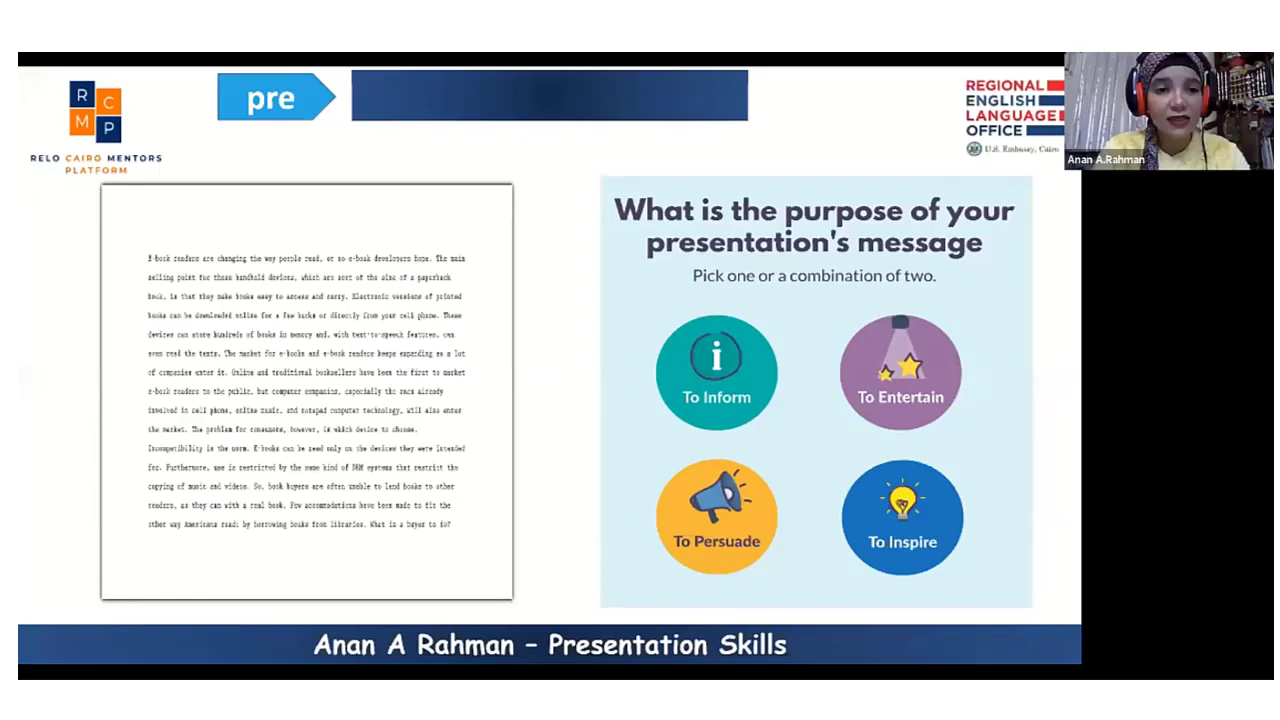 R
C
M
P
RELO CAIRO MENTORS
PLATFORM
pre
REGIONAL
ENGLISH
LANGUAGE
OFFICE
U.S. Embassy, Cairo
Anan A.Rahman
E-book readers are changing the way people read, or so e-book developers hope. The main
selling point for these handheld devices, which are sort of the size of a paperback
book, is that they make books easy to access and carry. Electronic versions of printed
books can be downloaded online for a few bucks or directly from your cell phone. These
devices can store hundreds of books in memory and, with text-to-speech features, can
even read the texts. The market for e-books and e-book readers keeps expanding as a lot
of companies enter it. Online and traditional booksellers have been the first to market
e-book readers to the public, but computer companies, especially the ones already
involved in cell phone, online music, and notepad computer technology, will also enter
the market. The problem for consumers, however, is which device to choose.
Incompatibility is the norm. E-books can be read only on the devices they were intended
for. Furthermore, use is restricted by the same kind of DRM systems that restrict the
copying of music and videos. So, book buyers are often unable to lend books to other
readers, as they can with a real book. Few accommodations have been made to fit the
other way Americans read: by borrowing books from libraries. What is a buyer to do?
What is the purpose of your
presentation's message
Pick one or a combination of two.
i
To Inform
To Entertain
To Persuade
To Inspire
Anan A Rahman – Presentation Skills